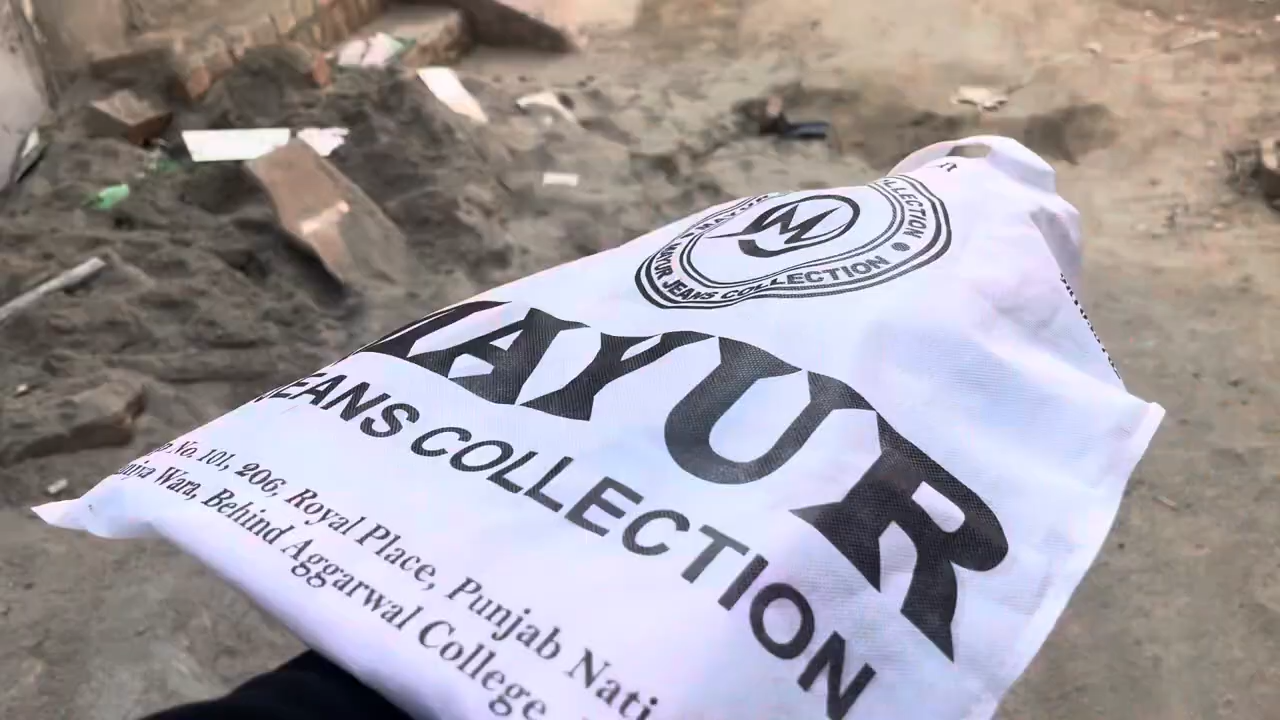 MAYUR JEANS COLLECTION
MAYUR
JEANS COLLECTION
No. 101, 206, Royal Place, Punjab Nati
Wara, Behind Aggarwal College